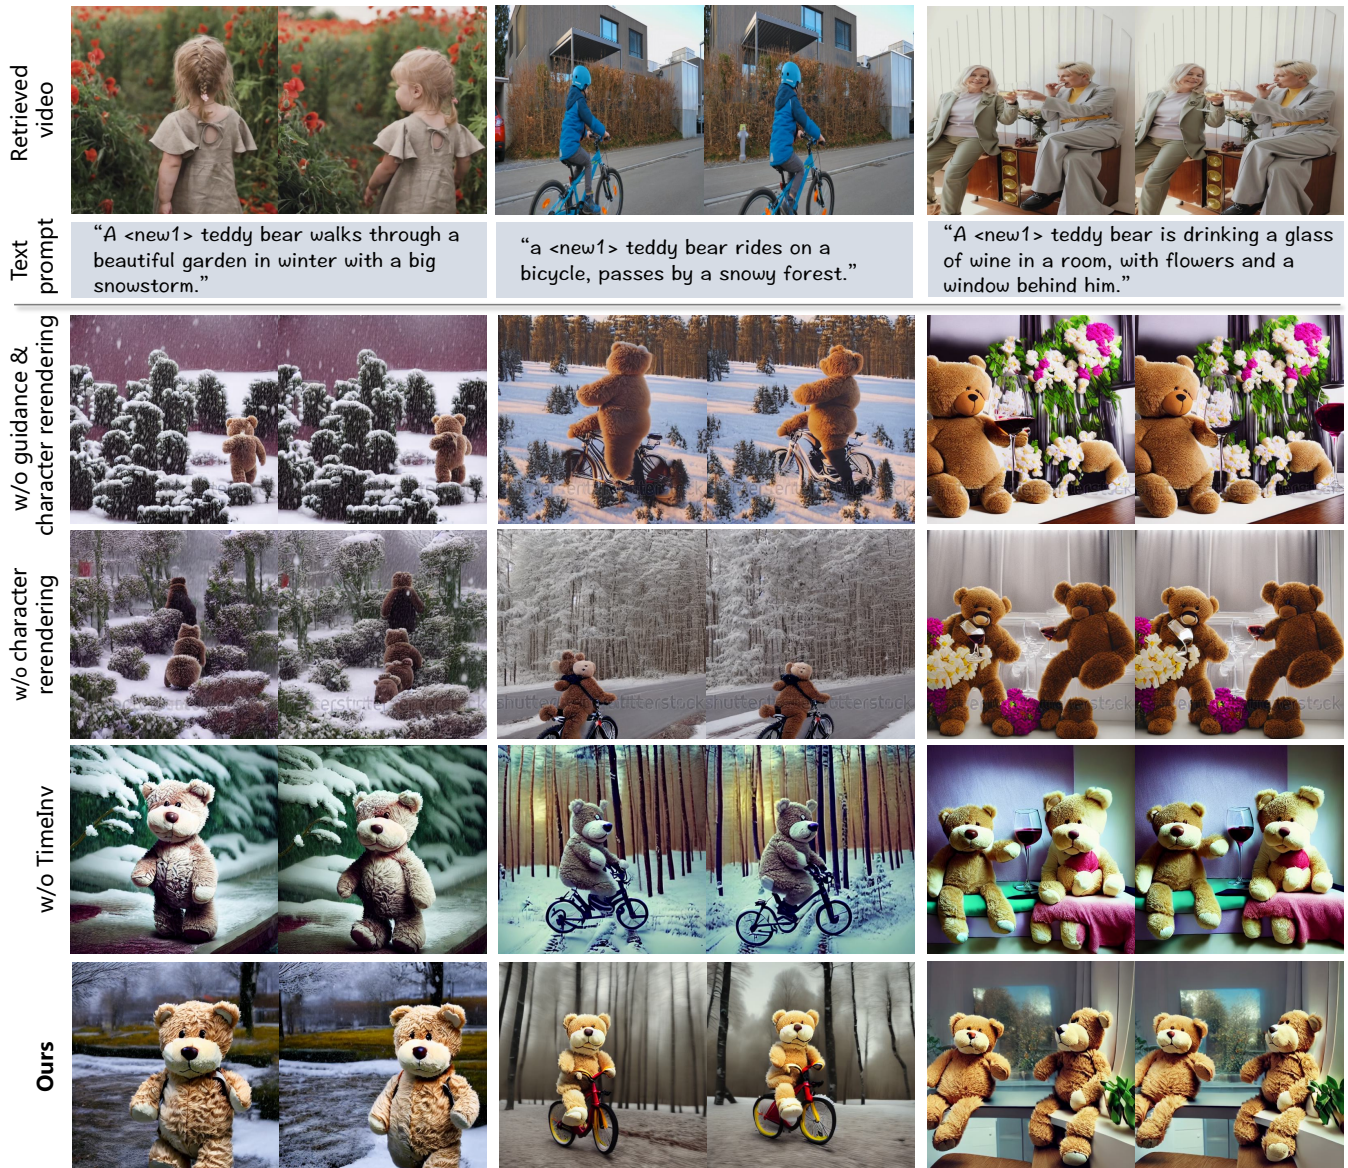 Retrieved
video
Text
prompt
“A <new1> teddy bear walks through a
beautiful garden in winter with a big
snowstorm.”
“a <new1> teddy bear rides on a
bicycle, passes by a snowy forest.”
“A <new1> teddy bear is drinking a glass
of wine in a room, with flowers and a
window behind him.”
w/o guidance &
character rerendering
w/o character
rerendering
w/o TimeInv
Ours